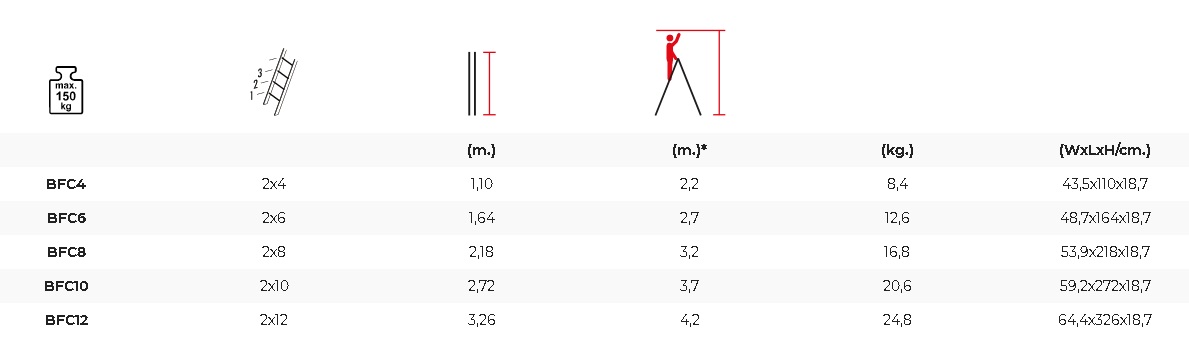 max.
150
kg
3
2
1
(m.) (m.)* (kg.) (WxLxH/cm.)
BFC4 2x4 1,10 2,2 8,4 43,5x110x18,7
BFC6 2x6 1,64 2,7 12,6 48,7x164x18,7
BFC8 2x8 2,18 3,2 16,8 53,9x218x18,7
BFC10 2x10 2,72 3,7 20,6 59,2x272x18,7
BFC12 2x12 3,26 4,2 24,8 64,4x326x18,7